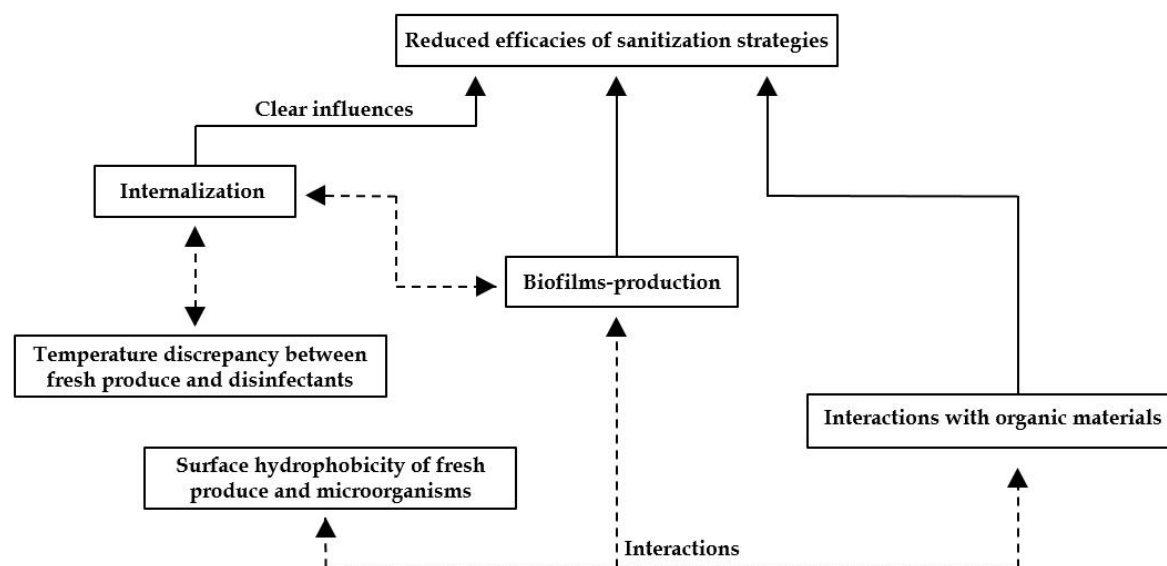 Reduced efficacies of sanitization strategies
Clear influences
Internalization
Biofilms-production
Temperature discrepancy between
fresh produce and disinfectants
Interactions with organic materials
Surface hydrophobicity of fresh
produce and microorganisms
Interactions